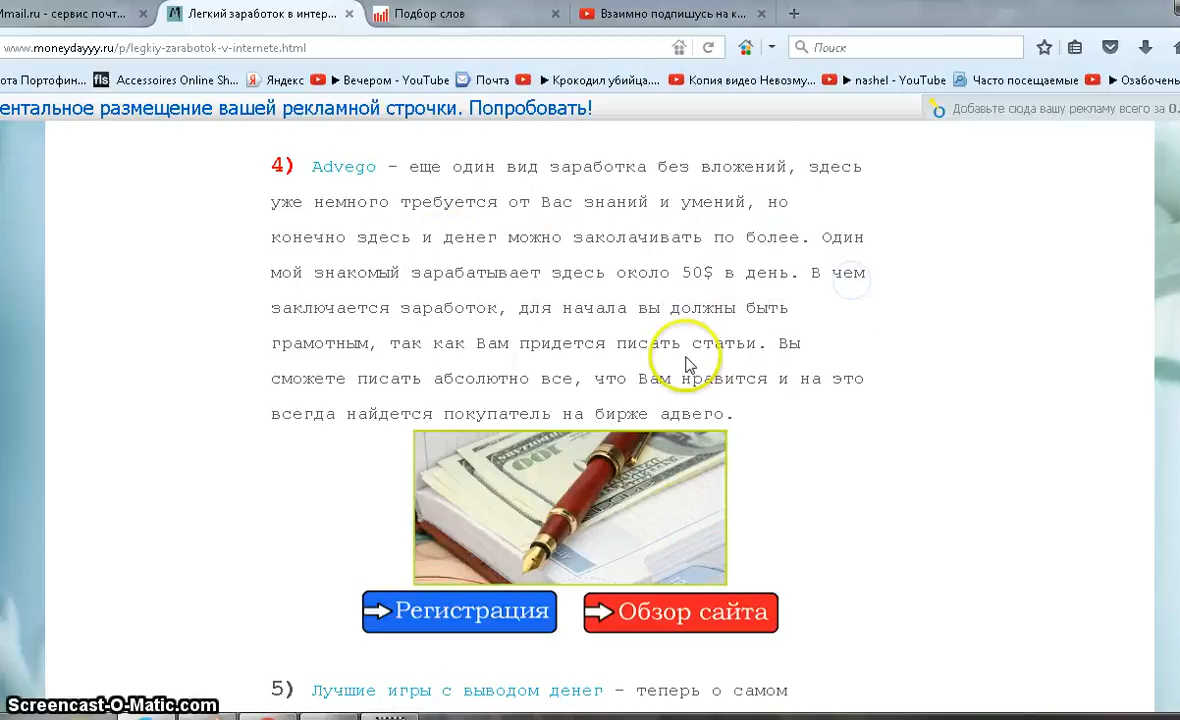 Mail.ru - сервис почт...
Легкий заработок в интер...
Подбор слов
Взаимно подпишусь на к...
www.moneydayyy.ru/p/legkiy-zarabotok-v-internete.html
Поиск
ота Портофин...
fls Accessoires Online Sh...
Яндекс
Вечером - YouTube
Почта
Крокодил убийца....
Копия видео Невозму...
nashel - YouTube
Часто посещаемые
Озабочень
ентальное размещение вашей рекламной строчки. Попробовать!
Добавьте сюда вашу рекламу всего за 0.
4) Advego - еще один вид заработка без вложений, здесь
уже немного требуется от Вас знаний и умений, но
конечно здесь и денег можно заколачивать по более. Один
мой знакомый зарабатывает здесь около 50$ в день. В чем
заключается заработок, для начала вы должны быть
грамотным, так как Вам придется писать статьи. Вы
сможете писать абсолютно все, что Вам нравится и на это
всегда найдется покупатель на бирже адвего.
100
Регистрация
Обзор сайта
5) Лучшие игры с выводом денег - теперь о самом
Screencast-O-Matic.com